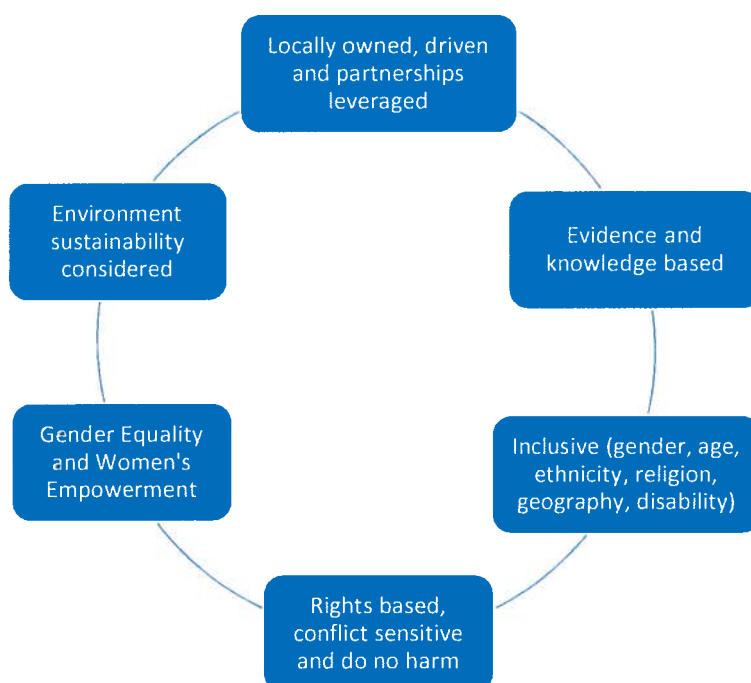 Locally owned, driven
and partnerships
leveraged
Evidence and
knowledge based
Inclusive (gender, age,
ethnicity, religion,
geography, disability)
Rights based,
conflict sensitive
and do no harm
Gender Equality
and Women's
Empowerment
Environment
sustainability
considered